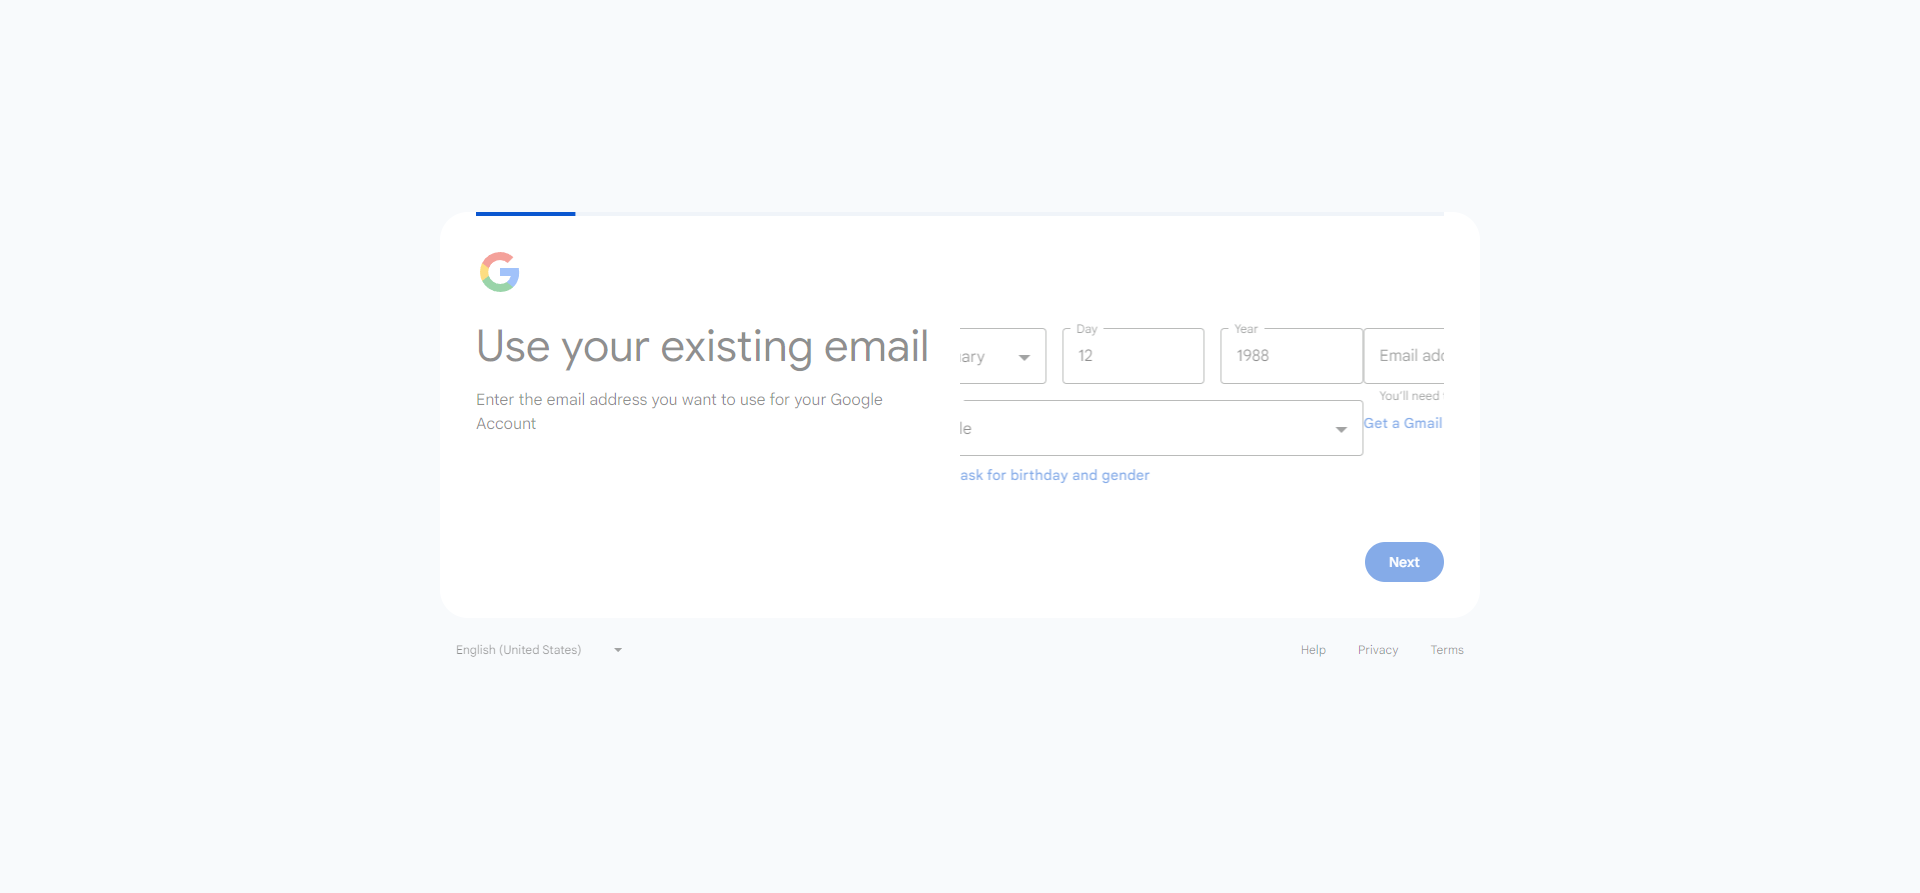 Use your existing email
Enter the email address you want to use for your Google
Account
Day
Year
ary
12
1988
Email add
You'll need
le
Get a Gmail
ask for birthday and gender
Next
English (United States)
Help
Privacy
Terms